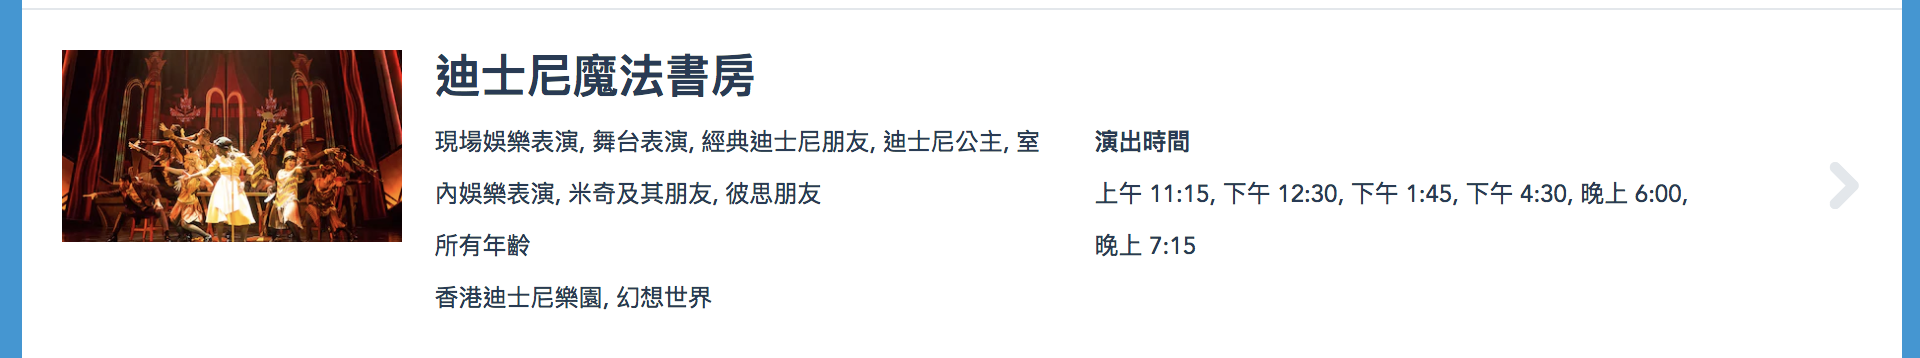 迪士尼魔法書房
現場娛樂表演, 舞台表演, 經典迪士尼朋友, 迪士尼公主, 室
內娛樂表演, 米奇及其朋友, 彼思朋友
所有年齡
香港迪士尼樂園, 幻想世界
演出時間
上午 11:15, 下午 12:30, 下午 1:45, 下午 4:30, 晚上 6:00,
晚上 7:15